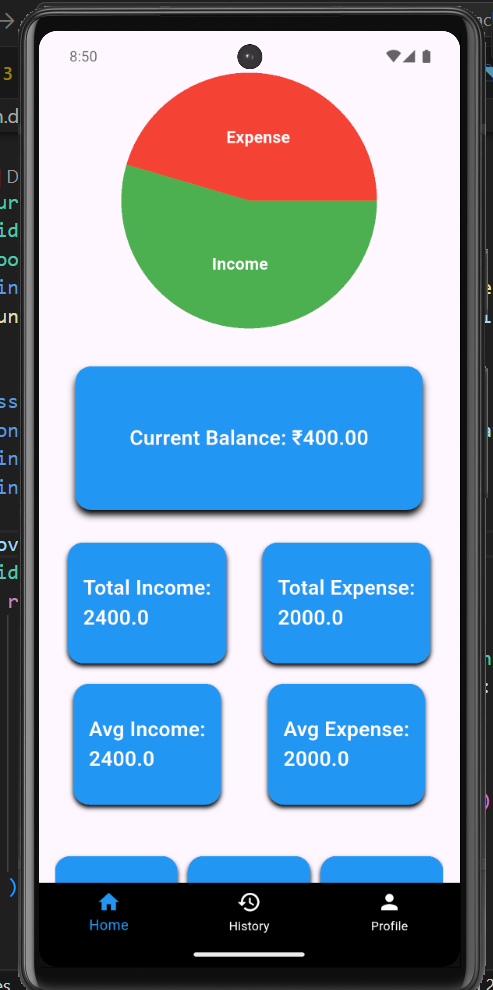 8:50
Expense
Income
Current Balance: ₹400.00
Total Income:
2400.0
Total Expense:
2000.0
Avg Income:
2400.0
Avg Expense:
2000.0
Home
History
Profile